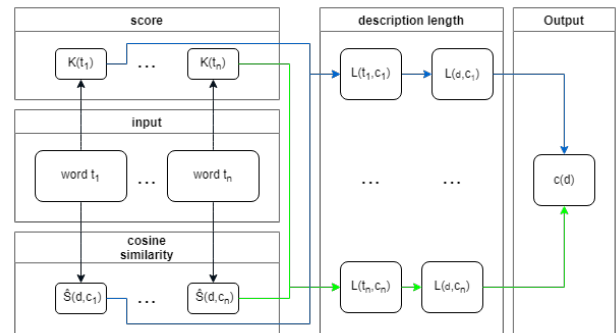 score
description length
Output
K(t1)
...
K(tn)
L(t1,c1)
L(d,c1)
input
word t1
...
word tn
c(d)
...
...
cosine
similarity
Ŝ(d,c1)
...
Ŝ(d,cn)
L(tn,cn)
L(d,cn)